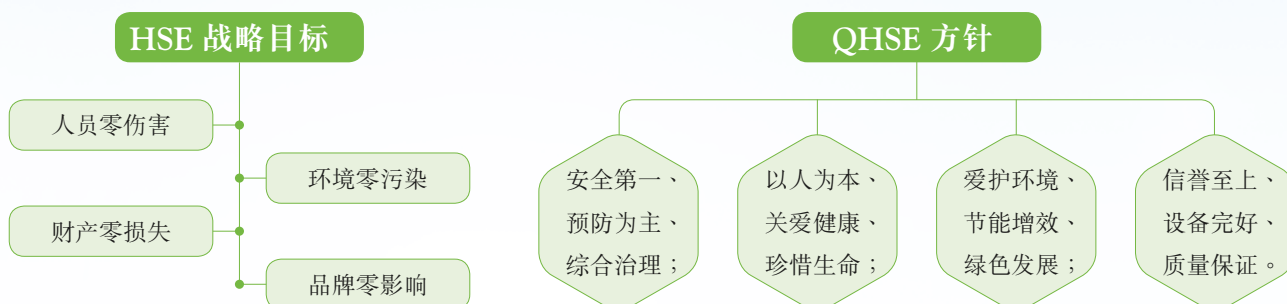 HSE 战略目标
人员零伤害
环境零污染
财产零损失
品牌零影响
QHSE 方针
安全第一、
预防为主、
综合治理；
以人为本、
关爱健康、
珍惜生命；
爱护环境、
节能增效、
绿色发展；
信誉至上、
设备完好、
质量保证。